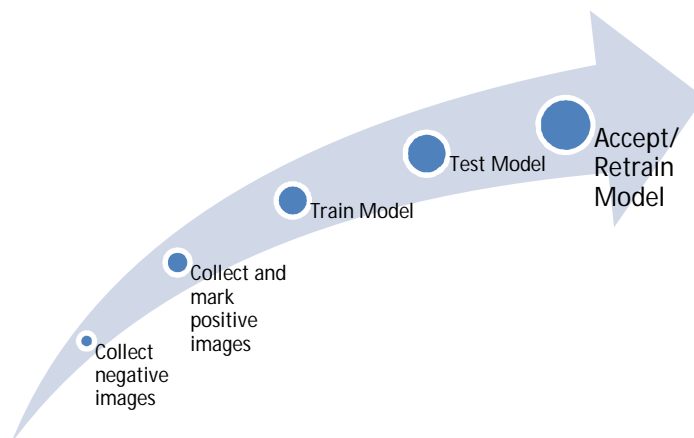 Collect
negative
images
Collect and
mark
positive
images
Train Model
Test Model
Accept/
Retrain
Model